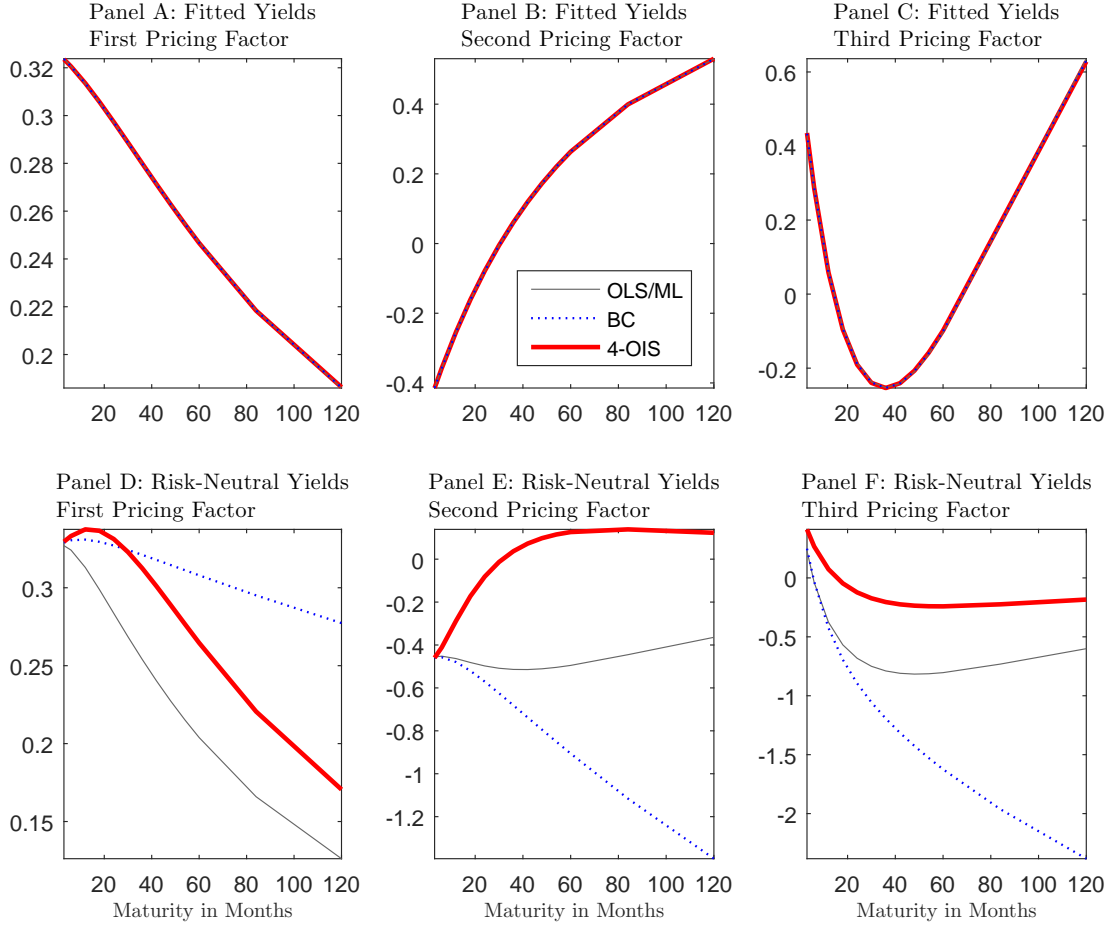 Panel A: Fitted Yields
First Pricing Factor
0.32
0.3
0.28
0.26
0.24
0.22
0.2
20 40 60 80 100 120
Panel B: Fitted Yields
Second Pricing Factor
0.4
0.2
0
-0.2
-0.4
OLS/ML
BC
4-OIS
20 40 60 80 100 120
Panel C: Fitted Yields
Third Pricing Factor
0.6
0.4
0.2
0
-0.2
20 40 60 80 100 120
Panel D: Risk-Neutral Yields
First Pricing Factor
0.3
0.25
0.2
0.15
20 40 60 80 100 120
Maturity in Months
Panel E: Risk-Neutral Yields
Second Pricing Factor
0
-0.2
-0.4
-0.6
-0.8
-1
-1.2
20 40 60 80 100 120
Maturity in Months
Panel F: Risk-Neutral Yields
Third Pricing Factor
0
-0.5
-1
-1.5
-2
20 40 60 80 100 120
Maturity in Months